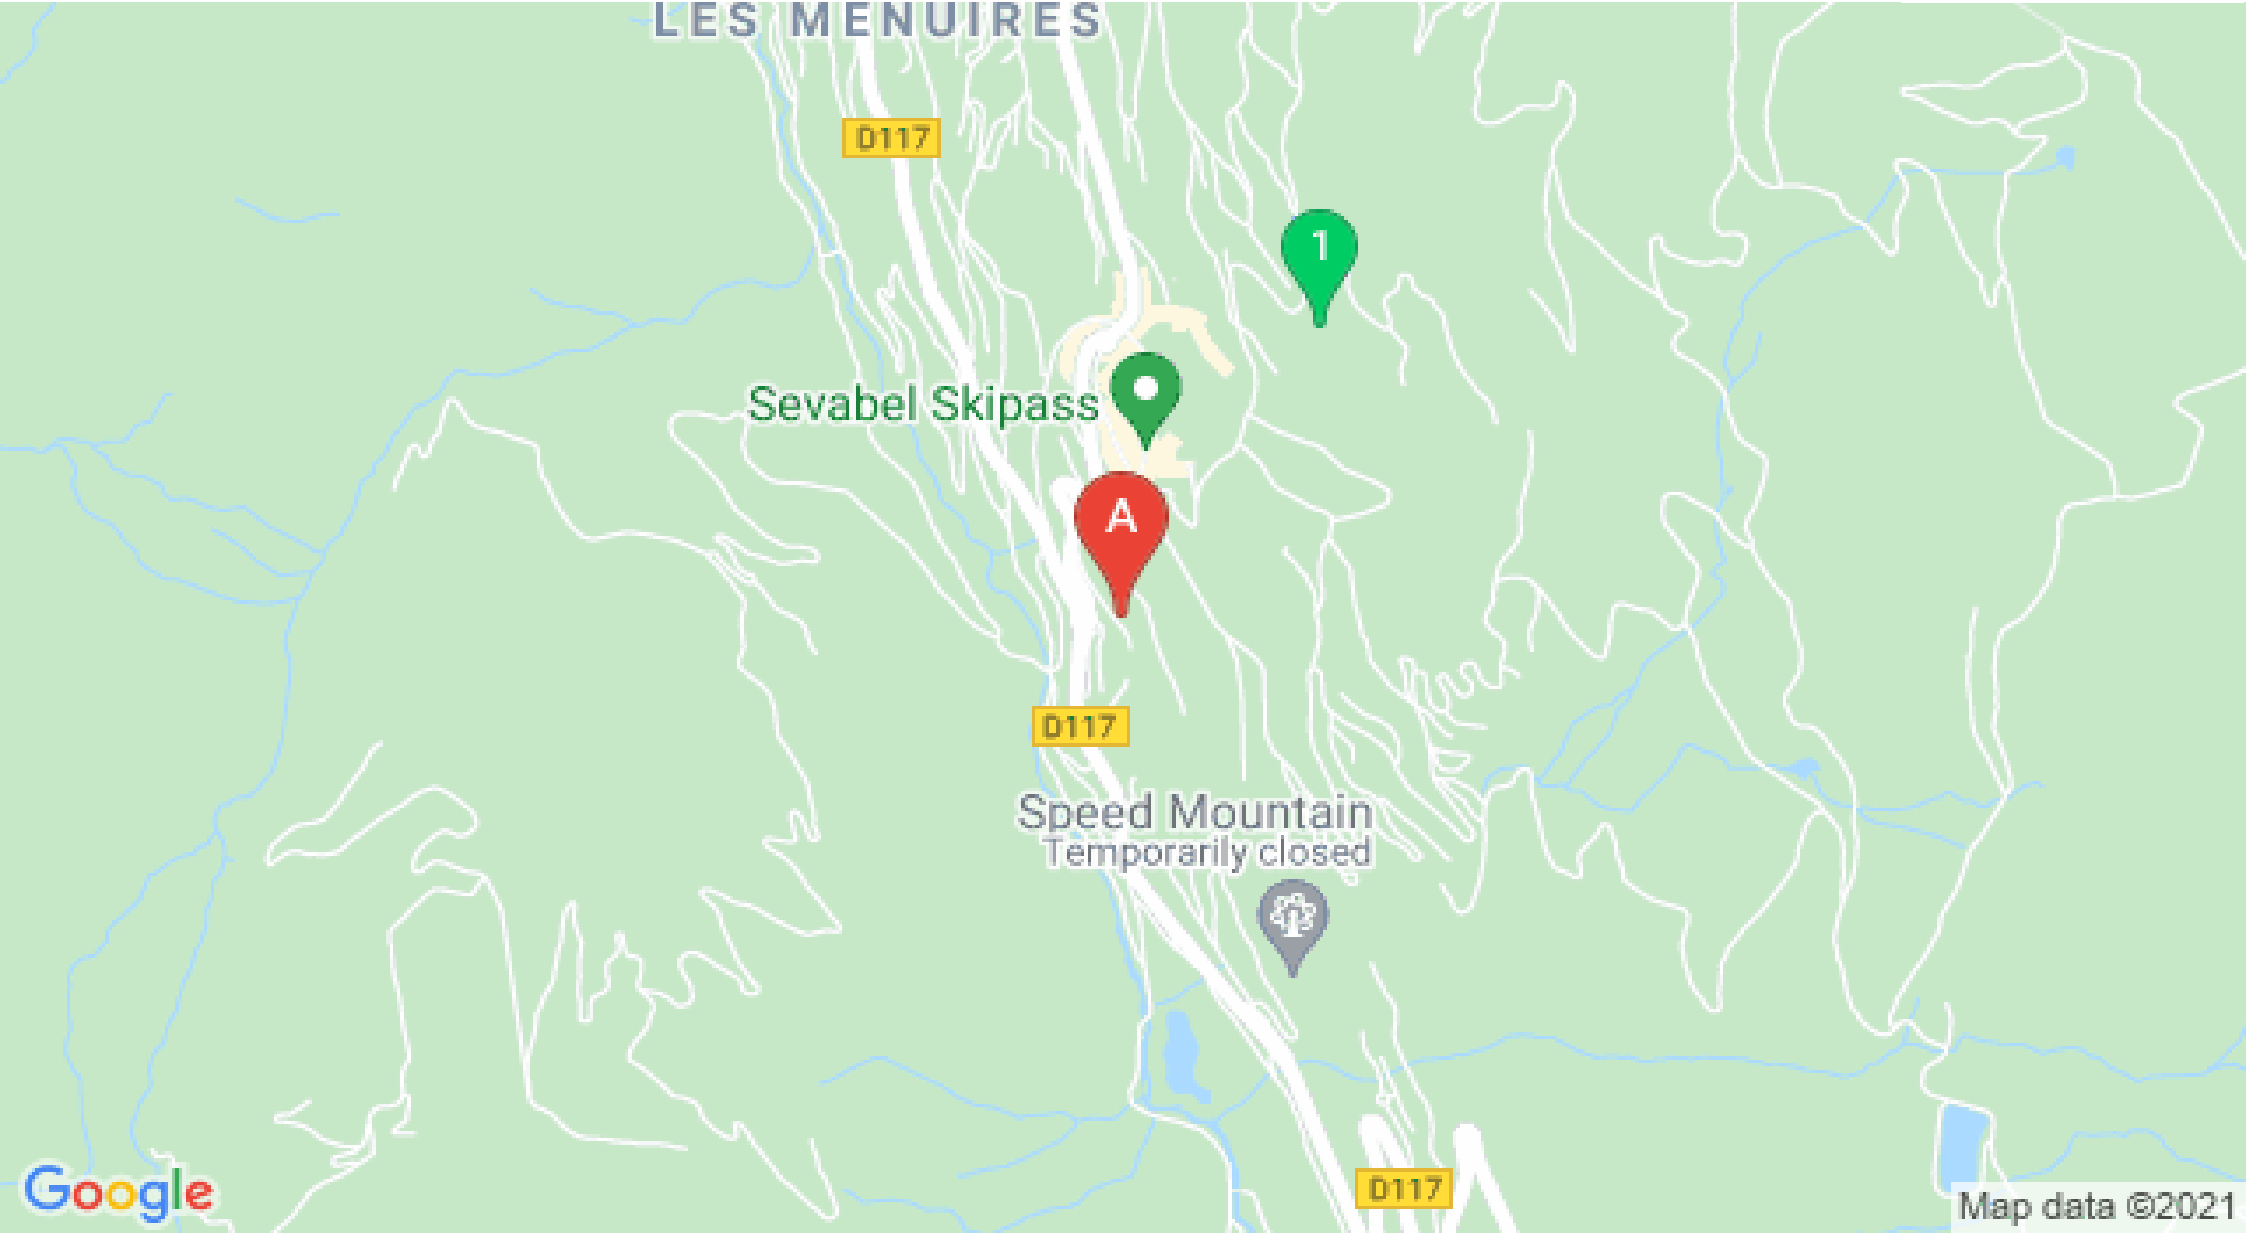 LES MENUIRES
D117
1
Sevabel Skipass
A
D117
Speed Mountain
Temporarily closed
D117
Google
Map data ©2021